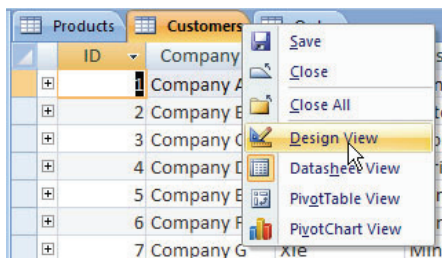 Products Customers
ID Company
Save
1 Company A
Close
2 Company
Close All
3 Company
Design View
4 Company
Datasheet View
5 Company
PivotTable View
6 Company F
PivotChart View
7 Company G Xie